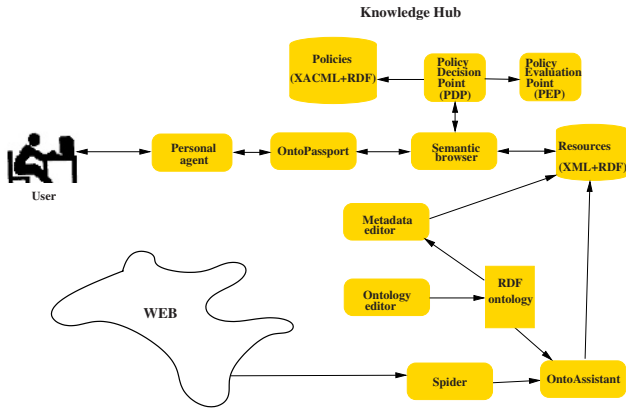 Knowledge Hub
Policies
(XACML+RDF)
Policy
Decision
Point
(PDP)
Policy
Evaluation
Point
(PEP)
User
Personal
agent
OntoPassport
Semantic
browser
Resources
(XML+RDF)
Metadata
editor
WEB
Ontology
editor
RDF
ontology
Spider
OntoAssistant